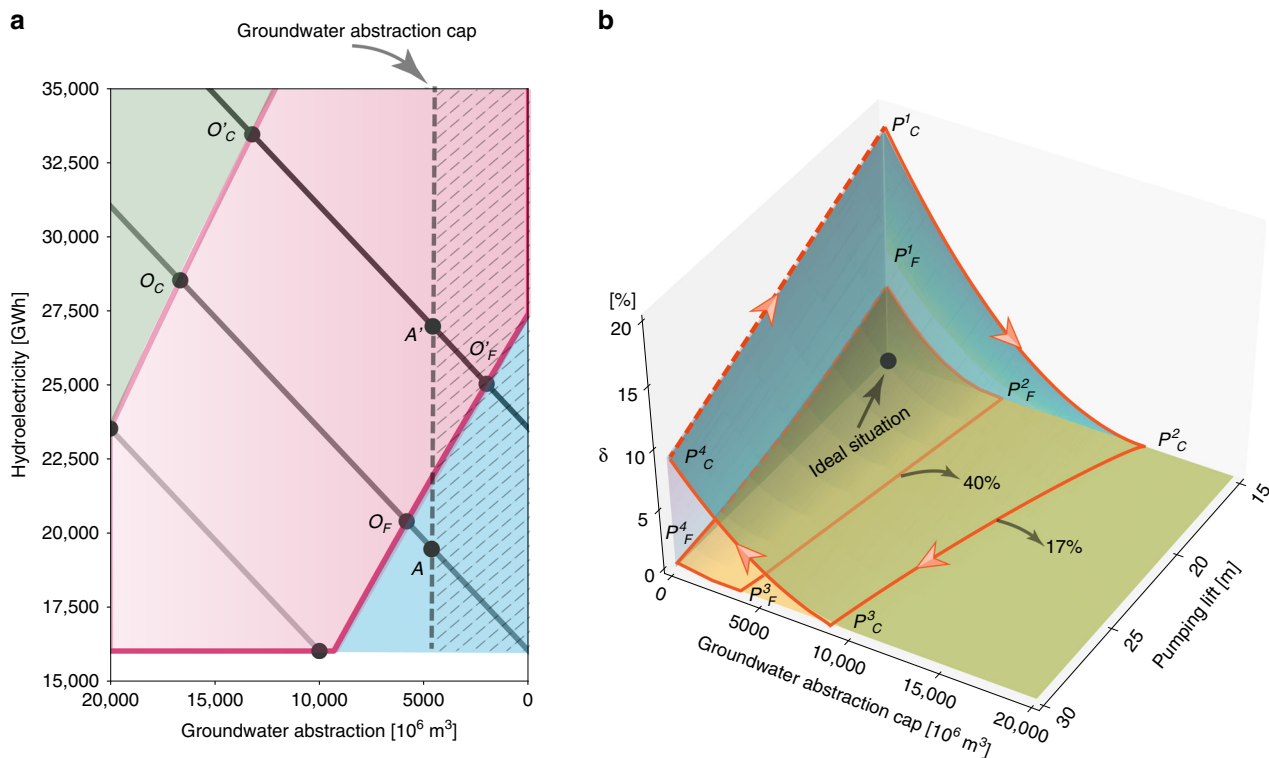 a
Groundwater abstraction cap
35,000
32,500
30,000
27,500
25,000
22,500
20,000
17,500
15,000
Hydroelectricity [GWh]
O'C
OC
A'
O'F
OF
A
20,000
15,000
10,000
5000
0
Groundwater abstraction [10⁶ m³]
b
P¹C
P¹F
[%]
20
15
10
5
0
δ
Ideal situation
P²F
P²C
P⁴C
P⁴F
40%
17%
P³F
P³C
0
5000
10,000
15,000
20,000
Groundwater abstraction cap [10⁶ m³]
15
20
25
30
Pumping lift [m]